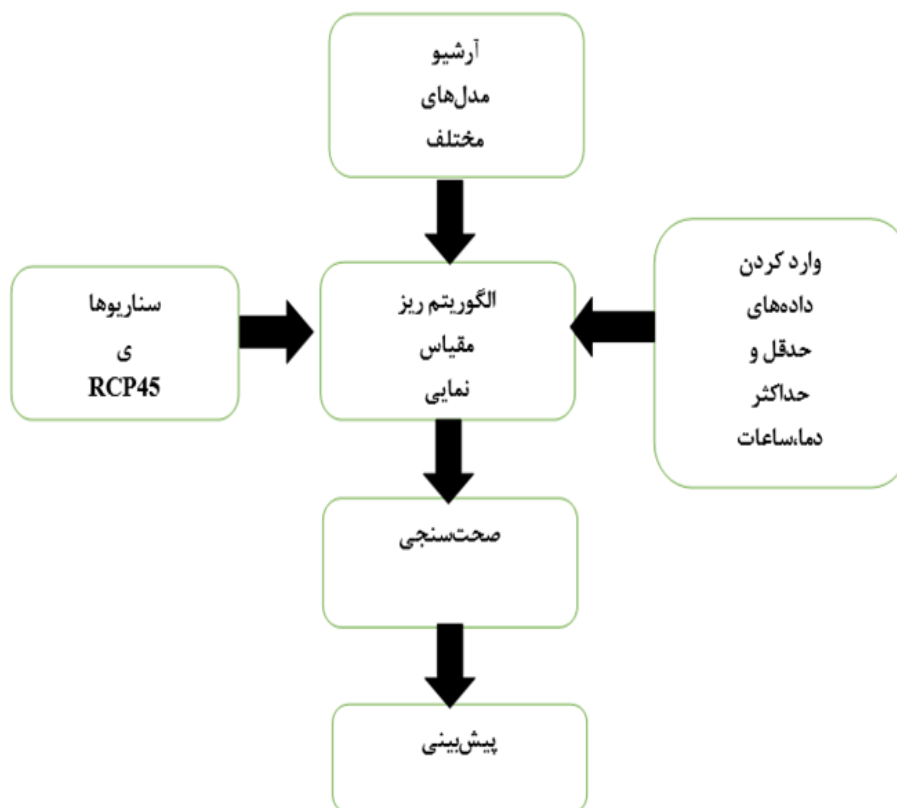 آرشیو
مدل‌های
مختلف
وارد کردن
داده‌های
حدقل و
حداکثر
دما،ساعات
الگوریتم ریز
مقیاس
نمایی
سناریوها
ی
RCP45
صحت‌سنجی
پیش‌بینی